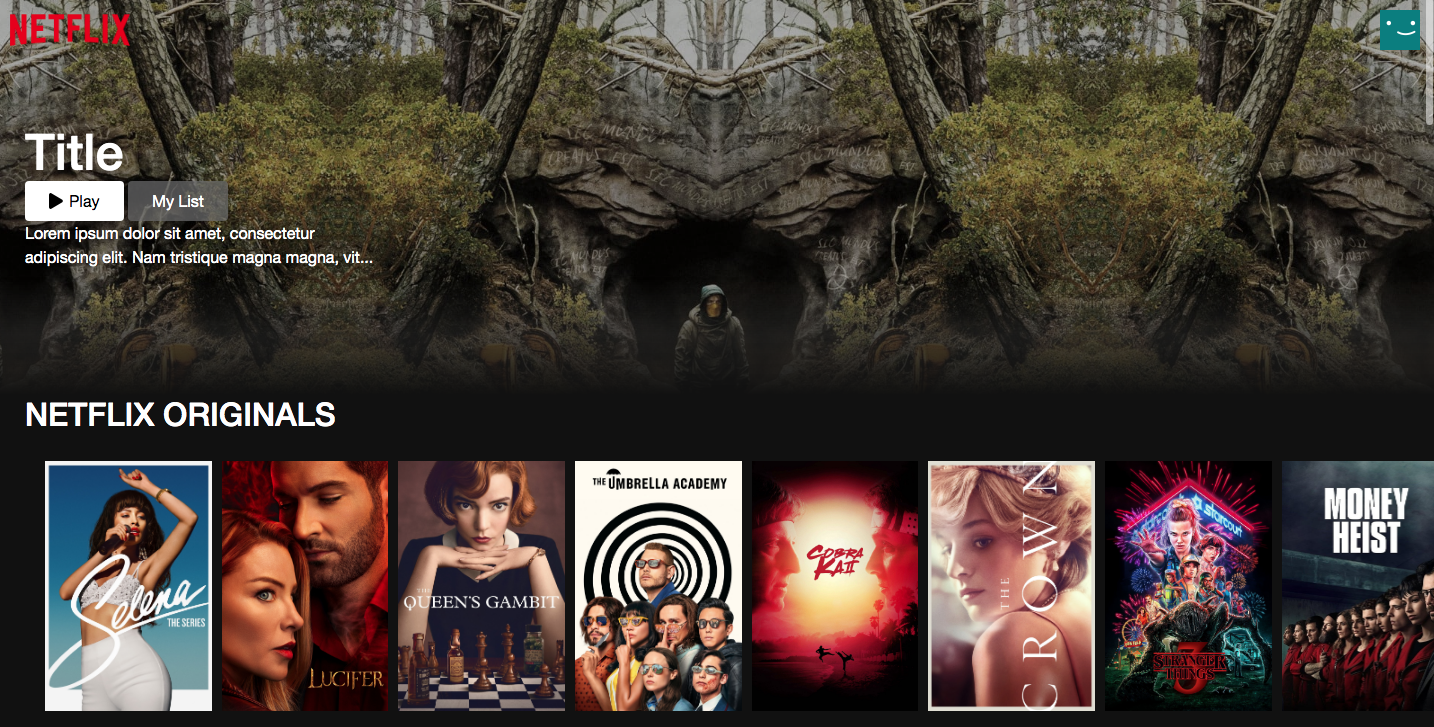 NETFLIX
Title
Play
My List
Lorem ipsum dolor sit amet, consectetur
adipiscing elit. Nam tristique magna magna, vit...
NETFLIX ORIGINALS
Selena
THE SERIES
LUCIFER
THE
QUEEN'S GAMBIT
THE UMBRELLA ACADEMY
COBRA
KAI
THE
CROWN
starcourt
STRANGER
THINGS
3
MONEY
HEIST